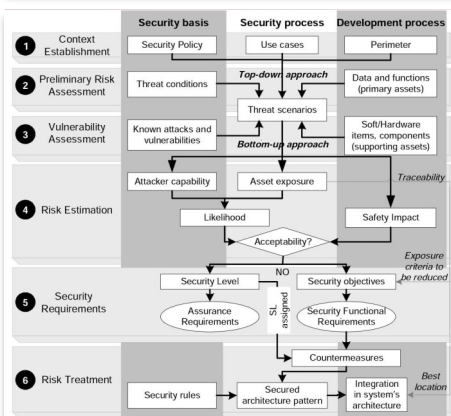 Security basis Security process Development process
1 Context
Establishment
Security Policy Use cases Perimeter
2 Preliminary Risk
Assessment
Threat conditions
Top-down approach
Data and functions
(primary assets)
Threat scenarios
3 Vulnerability
Assessment
Known attacks and
vulnerabilities
Bottom-up approach
Soft/Hardware
items, components
(supporting assets)
4 Risk Estimation
Attacker capability Asset exposure
Traceability
Likelihood Safety Impact
Acceptability?
NO
Exposure
criteria to
be reduced
5 Security
Requirements
Security Level Security objectives
Assurance
Requirements
SL
assigned
Security Functional
Requirements
Countermeasures
6 Risk Treatment
Security rules
Secured
architecture pattern
Integration
in system's
architecture
Best
location